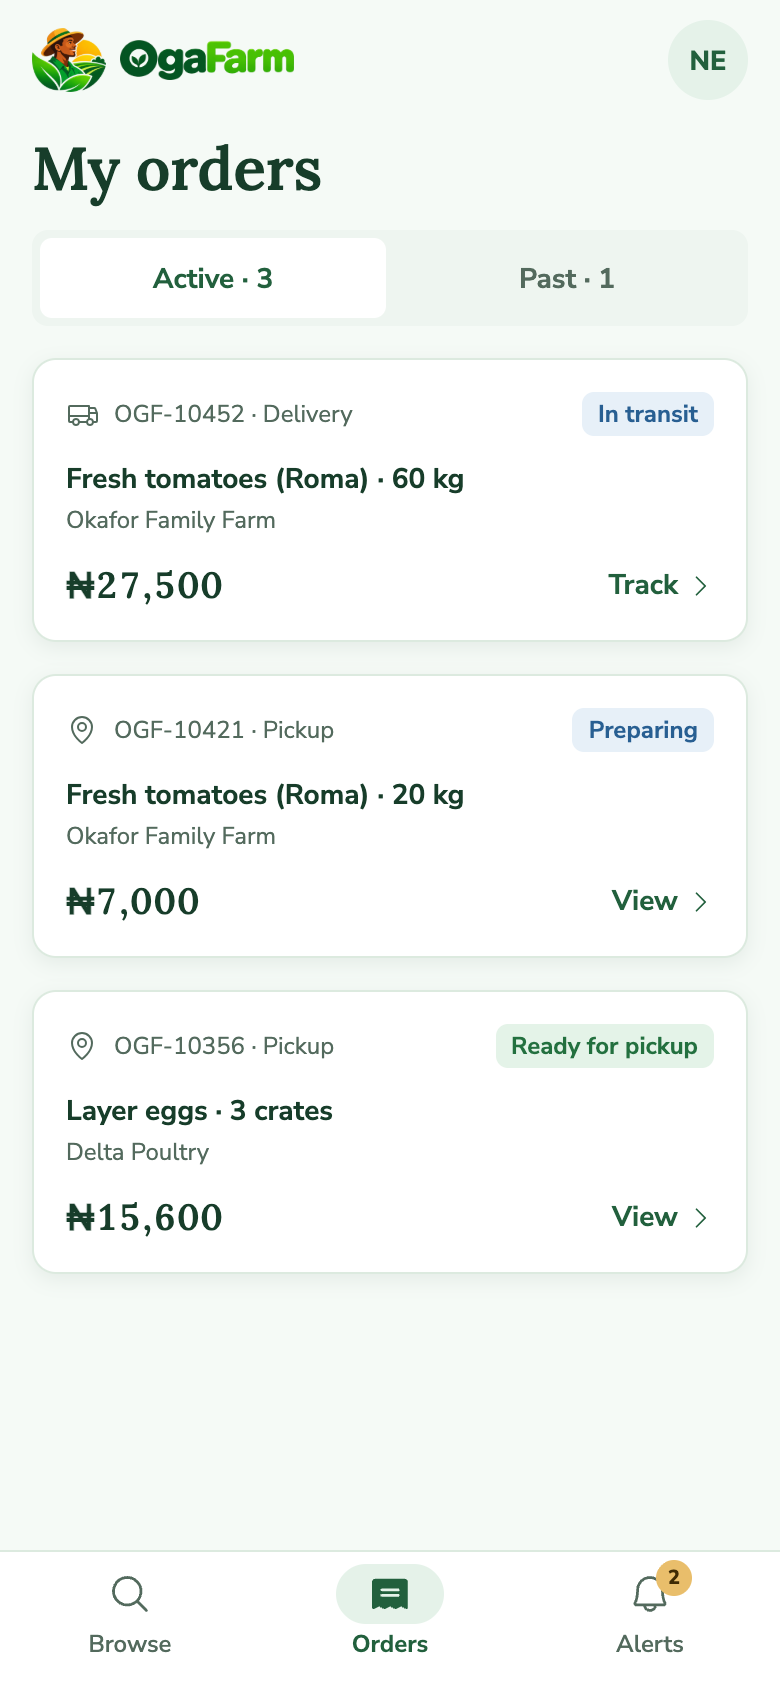 OgaFarm
NE
My orders
Active · 3
Past · 1
OGF-10452 · Delivery
In transit
Fresh tomatoes (Roma) · 60 kg
Okafor Family Farm
₦27,500
Track
OGF-10421 · Pickup
Preparing
Fresh tomatoes (Roma) · 20 kg
Okafor Family Farm
₦7,000
View
OGF-10356 · Pickup
Ready for pickup
Layer eggs · 3 crates
Delta Poultry
₦15,600
View
2
Browse
Orders
Alerts